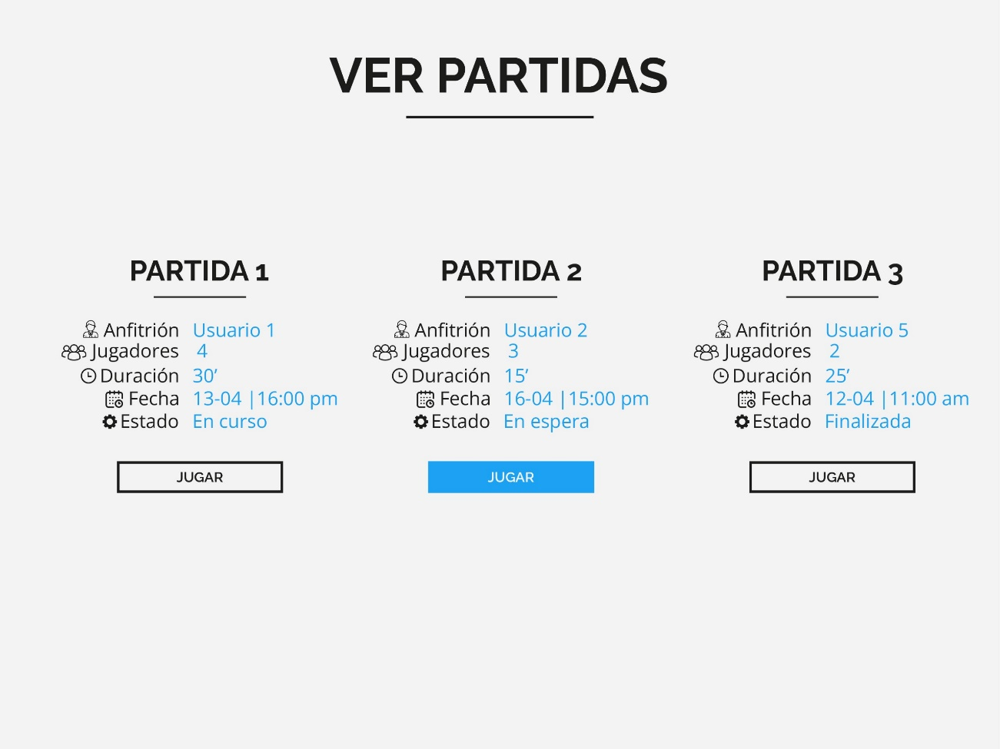 VER PARTIDAS
PARTIDA 1
Anfitrión Usuario 1
Jugadores 4
Duración 30’
Fecha 13-04 |16:00 pm
Estado En curso
JUGAR
PARTIDA 2
Anfitrión Usuario 2
Jugadores 3
Duración 15’
Fecha 16-04 |15:00 pm
Estado En espera
JUGAR
PARTIDA 3
Anfitrión Usuario 5
Jugadores 2
Duración 25’
Fecha 12-04 |11:00 am
Estado Finalizada
JUGAR